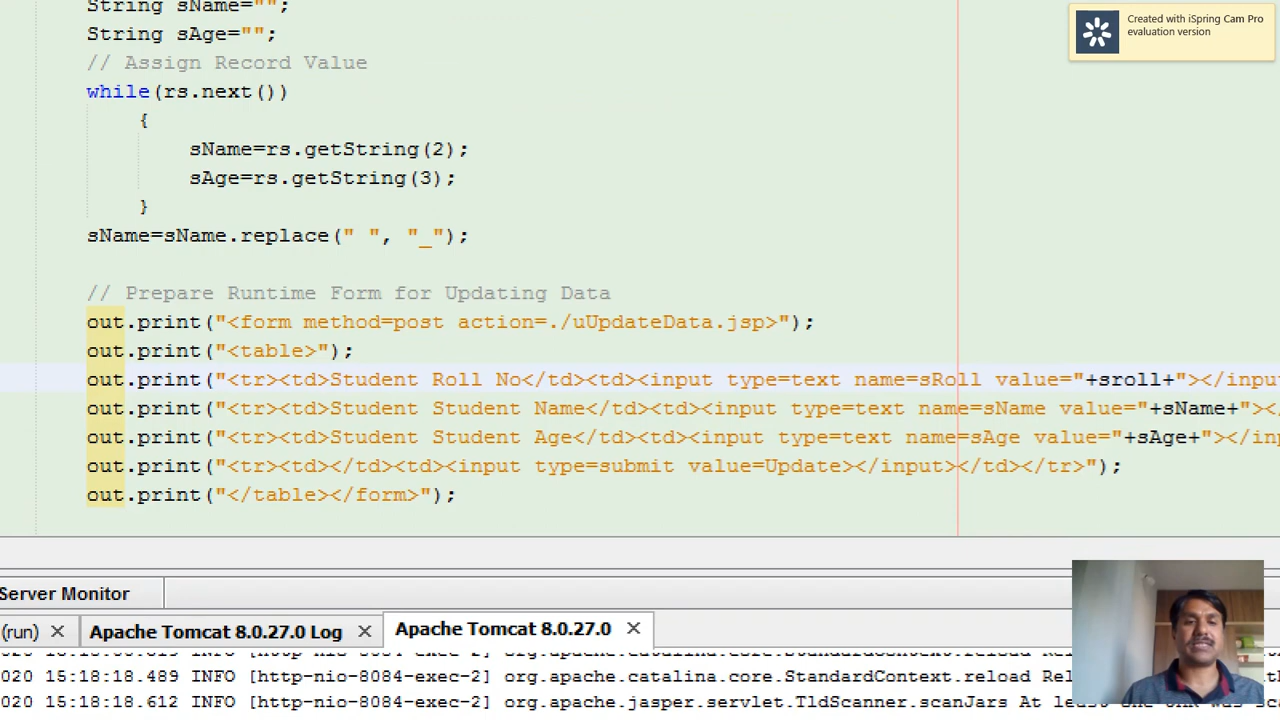 String sName="";
String sAge="";
// Assign Record Value
while(rs.next())
{
sName=rs.getString(2);
sAge=rs.getString(3);
}
sName=sName.replace(" ", "_");
// Prepare Runtime Form for Updating Data
out.print("<form method=post action=./uUpdateData.jsp>");
out.print("<table>");
out.print("<tr><td>Student Roll No</td><td><input type=text name=sRoll value="+sroll+"></inpu
out.print("<tr><td>Student Student Name</td><td><input type=text name=sName value="+sName+"></
out.print("<tr><td>Student Student Age</td><td><input type=text name=sAge value="+sAge+"></in
out.print("<tr><td></td><td><input type=submit value=Update></input></td></tr>");
out.print("</table></form>");
Created with iSpring Cam Pro
evaluation version
Server Monitor
(run) Apache Tomcat 8.0.27.0 Log Apache Tomcat 8.0.27.0
020 15:18:18.489 INFO [http-nio-8084-exec-2] org.apache.catalina.core.StandardContext.reload Rel
020 15:18:18.612 INFO [http-nio-8084-exec-2] org.apache.jasper.servlet.TldScanner.scanJars At